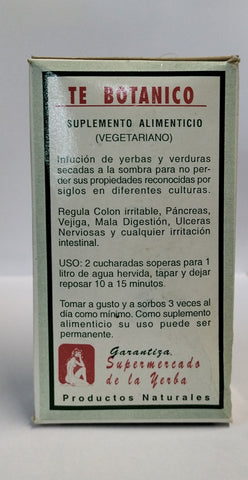 TE BOTANICO
SUPLEMENTO ALIMENTICIO
(VEGETARIANO)
Infución de yerbas y verduras
secadas a la sombra para no per-
der sus propiedades reconocidas por
siglos en diferentes culturas.
Regula Colon irritable, Páncreas,
Vejiga, Mala Digestión, Ulceras
Nerviosas y cualquier irritación
intestinal.
USO: 2 cucharadas soperas para 1
litro de agua hervida, tapar y dejar
reposar 10 a 15 minutos.
Tomar a gusto y a sorbos 3 veces al
día como mínimo. Como suplemento
alimenticio su uso puede ser
permanente.
Garantiza
Supermercado
de la Yerba
Productos Naturales